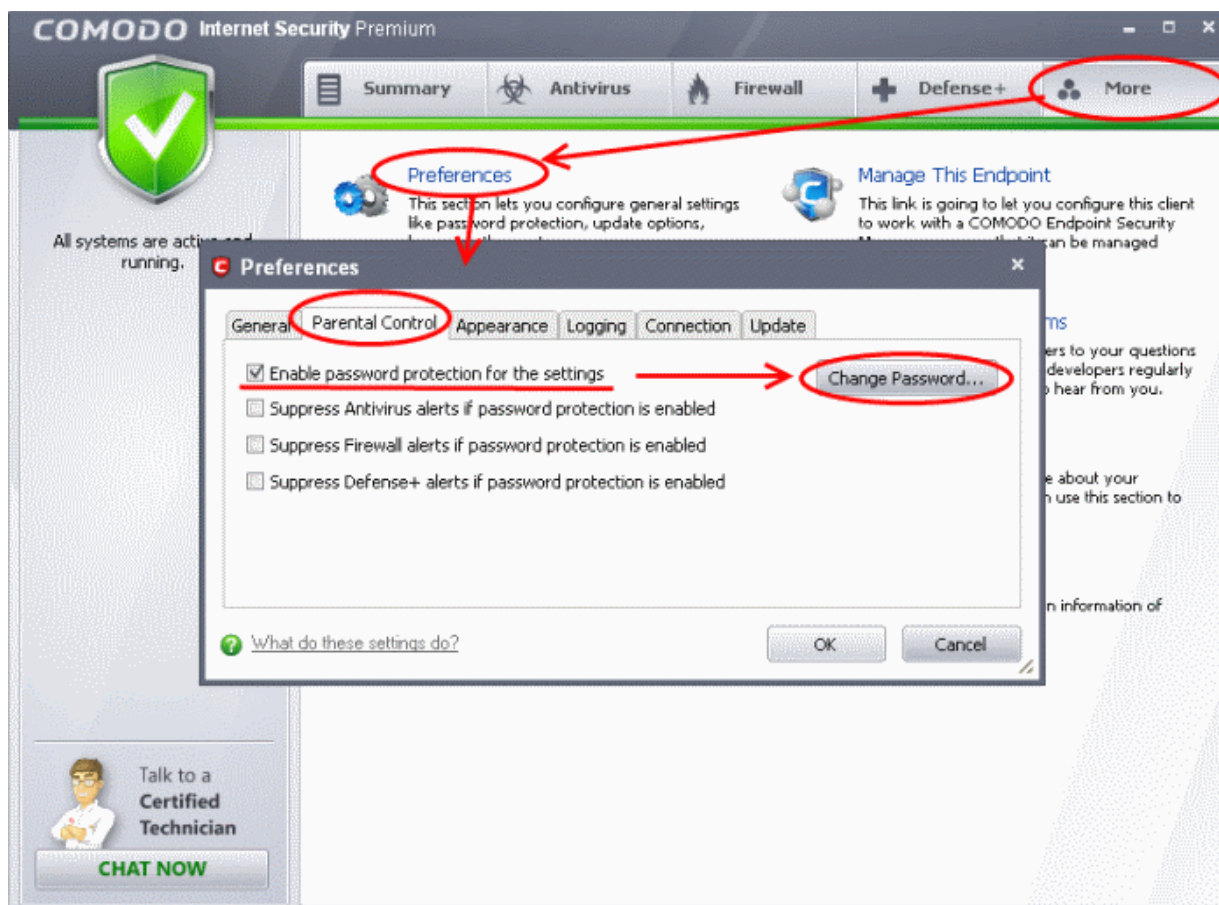 COMODO Internet Security Premium
Summary
Antivirus
Firewall
Defense+
More
All systems are active and
running.
Preferences
This section lets you configure general settings
like password protection, update options,
Manage This Endpoint
This link is going to let you configure this client
to work with a COMODO Endpoint Security
can be managed
ers to your questions
developers regularly
hear from you.
e about your
use this section to
n information of
Preferences
General
Parental Control
Appearance
Logging
Connection
Update
Enable password protection for the settings
Change Password...
Suppress Antivirus alerts if password protection is enabled
Suppress Firewall alerts if password protection is enabled
Suppress Defense+ alerts if password protection is enabled
What do these settings do?
OK
Cancel
Talk to a
Certified
Technician
CHAT NOW